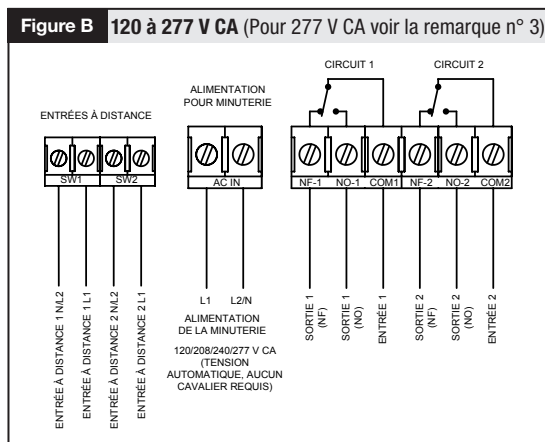 Figure B 120 à 277 V CA (Pour 277 V CA voir la remarque n° 3)
CIRCUIT 1
CIRCUIT 2
ALIMENTATION
POUR MINUTERIE
ENTRÉES À DISTANCE
SW1 SW2
AC IN
NF-1 NO-1 COM1 NF-2 NO-2 COM2
ENTRÉE À DISTANCE 1 N/L2
ENTRÉE À DISTANCE 1 L1
ENTRÉE À DISTANCE 2 N/L2
ENTRÉE À DISTANCE 2 L1
L1 L2/N
ALIMENTATION
DE LA MINUTERIE
120/208/240/277 V CA
(TENSION
AUTOMATIQUE, AUCUN
CAVALIER REQUIS)
SORTIE 1
(NF)
SORTIE 1
(NO)
ENTRÉE 1
SORTIE 2
(NF)
SORTIE 2
(NO)
ENTRÉE 2